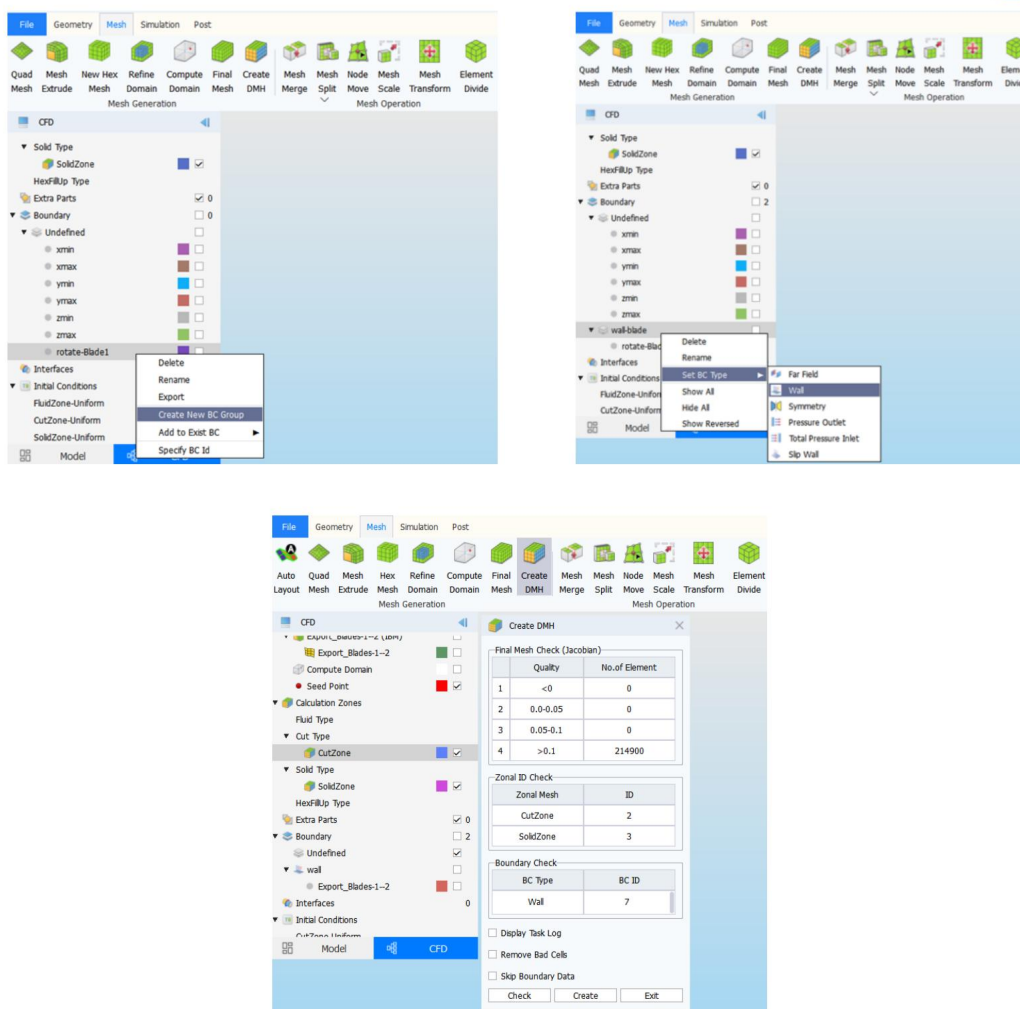 File Geometry Mesh Simulation Post
Quad Mesh New Hex Refine Compute Final Create Mesh Mesh Node Mesh Mesh Element
Mesh Extrude Mesh Domain Domain Mesh DMH Merge Split Move Scale Transform Divide
Mesh Generation Mesh Operation
CFD
Solid Type
SolidZone
HexFillUp Type
Extra Parts 0
Boundary 0
Undefined
xmin
xmax
ymin
ymax
zmin
zmax
rotate-Blade1
Interfaces
Initial Conditions
FluidZone-Uniform
CutZone-Uniform
SolidZone-Uniform
Model
Delete
Rename
Export
Create New BC Group
Add to Exist BC
Specify BC Id
File Geometry Mesh Simulation Post
Quad Mesh New Hex Refine Compute Final Create Mesh Mesh Node Mesh Mesh Elem
Mesh Extrude Mesh Domain Domain Mesh DMH Merge Split Move Scale Transform Divi
Mesh Generation Mesh Operation
CFD
Solid Type
SolidZone
HexFillUp Type
Extra Parts 0
Boundary 2
Undefined
xmin
xmax
ymin
ymax
zmin
zmax
wall-blade
rotate-Blad
Interfaces
Initial Conditions
FluidZone-Unifor
CutZone-Uniform
Model
Delete
Rename
Set BC Type
Show All
Hide All
Show Reversed
Far Field
Wall
Symmetry
Pressure Outlet
Total Pressure Inlet
Slip Wall
File Geometry Mesh Simulation Post
Auto Quad Mesh Hex Refine Compute Final Create Mesh Mesh Node Mesh Mesh Element
Layout Mesh Extrude Mesh Domain Domain Mesh DMH Merge Split Move Scale Transform Divide
Mesh Generation Mesh Operation
CFD
Export_Blades-1--2 (IBM)
Export_Blades-1--2
Compute Domain
Seed Point
Calculation Zones
Fluid Type
Cut Type
CutZone
Solid Type
SolidZone
HexFillUp Type
Extra Parts 0
Boundary 2
Undefined
wall
Export_Blades-1--2
Interfaces 0
Initial Conditions
CutZone-Uniform
Model CFD
Create DMH
Final Mesh Check (Jacobian)
Quality No.of Element
1 <0 0
2 0.0-0.05 0
3 0.05-0.1 0
4 >0.1 214900
Zonal ID Check
Zonal Mesh ID
CutZone 2
SolidZone 3
Boundary Check
BC Type BC ID
Wall 7
Display Task Log
Remove Bad Cells
Skip Boundary Data
Check Create Exit